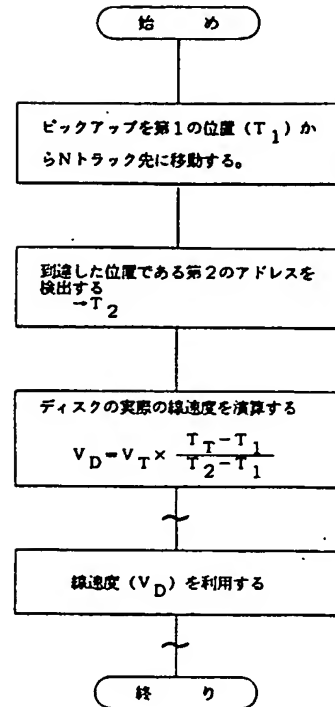 始 め
ピックアップを第1の位置（T1）か
らNトラック先に移動する。
到達した位置である第2のアドレスを
検出する
→T2
ディスクの実際の線速度を演算する
VD=VT× TT-T1 / T2-T1
線速度（VD）を利用する
終 り